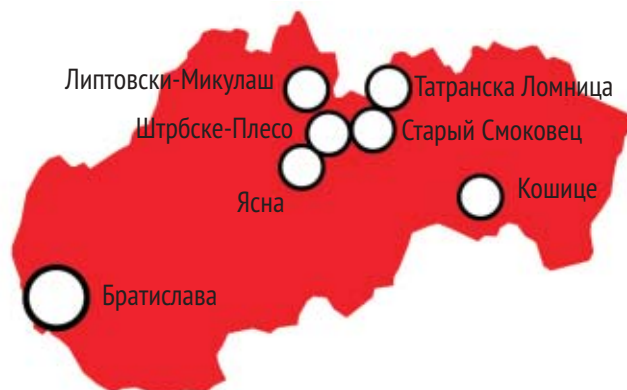 Липтовски-Микулаш
Татранска Ломница
Штрбске-Плесо
Старый Смоковец
Ясна
Кошице
Братислава